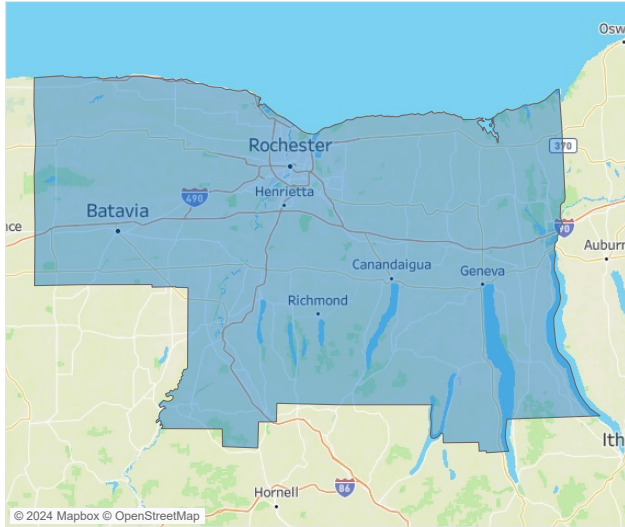 Osw
370
Rochester
490
Henrietta
Batavia
nce
90
Auburn
Canandaigua
Geneva
Richmond
Ith
86
Hornell
© 2024 Mapbox © OpenStreetMap